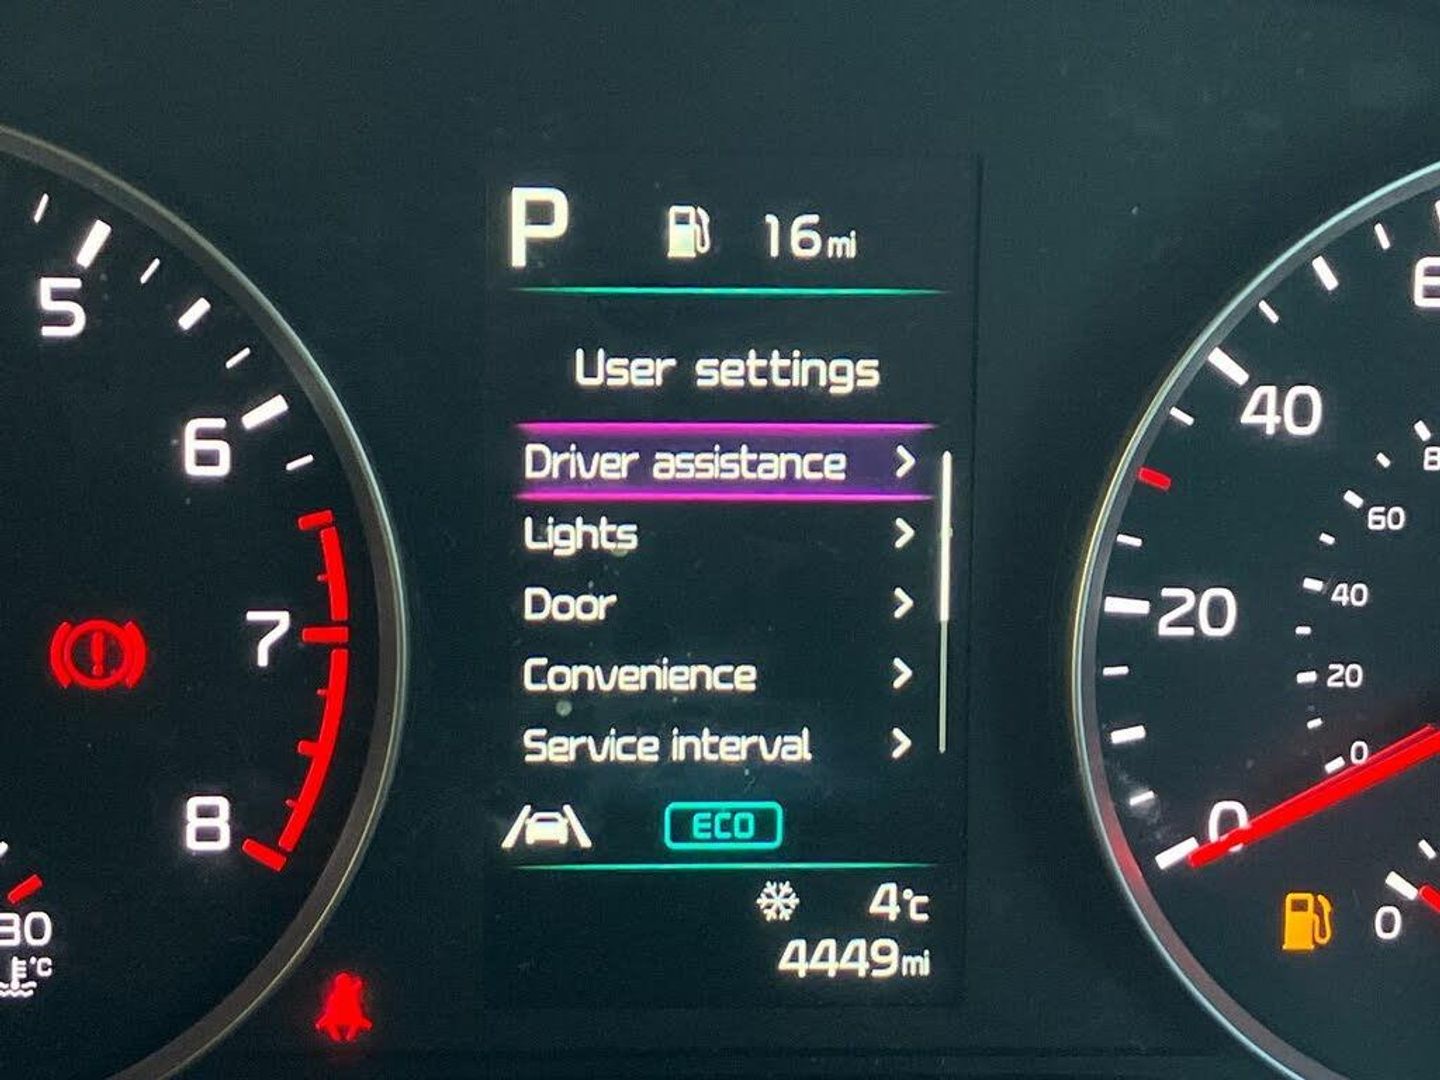 P 16mi
User settings
Driver assistance >
Lights >
Door >
Convenience >
Service interval >
ECO
4°C
4449mi
5
6
7
8
30
°C
!
40
20
0
60
40
20
0
0